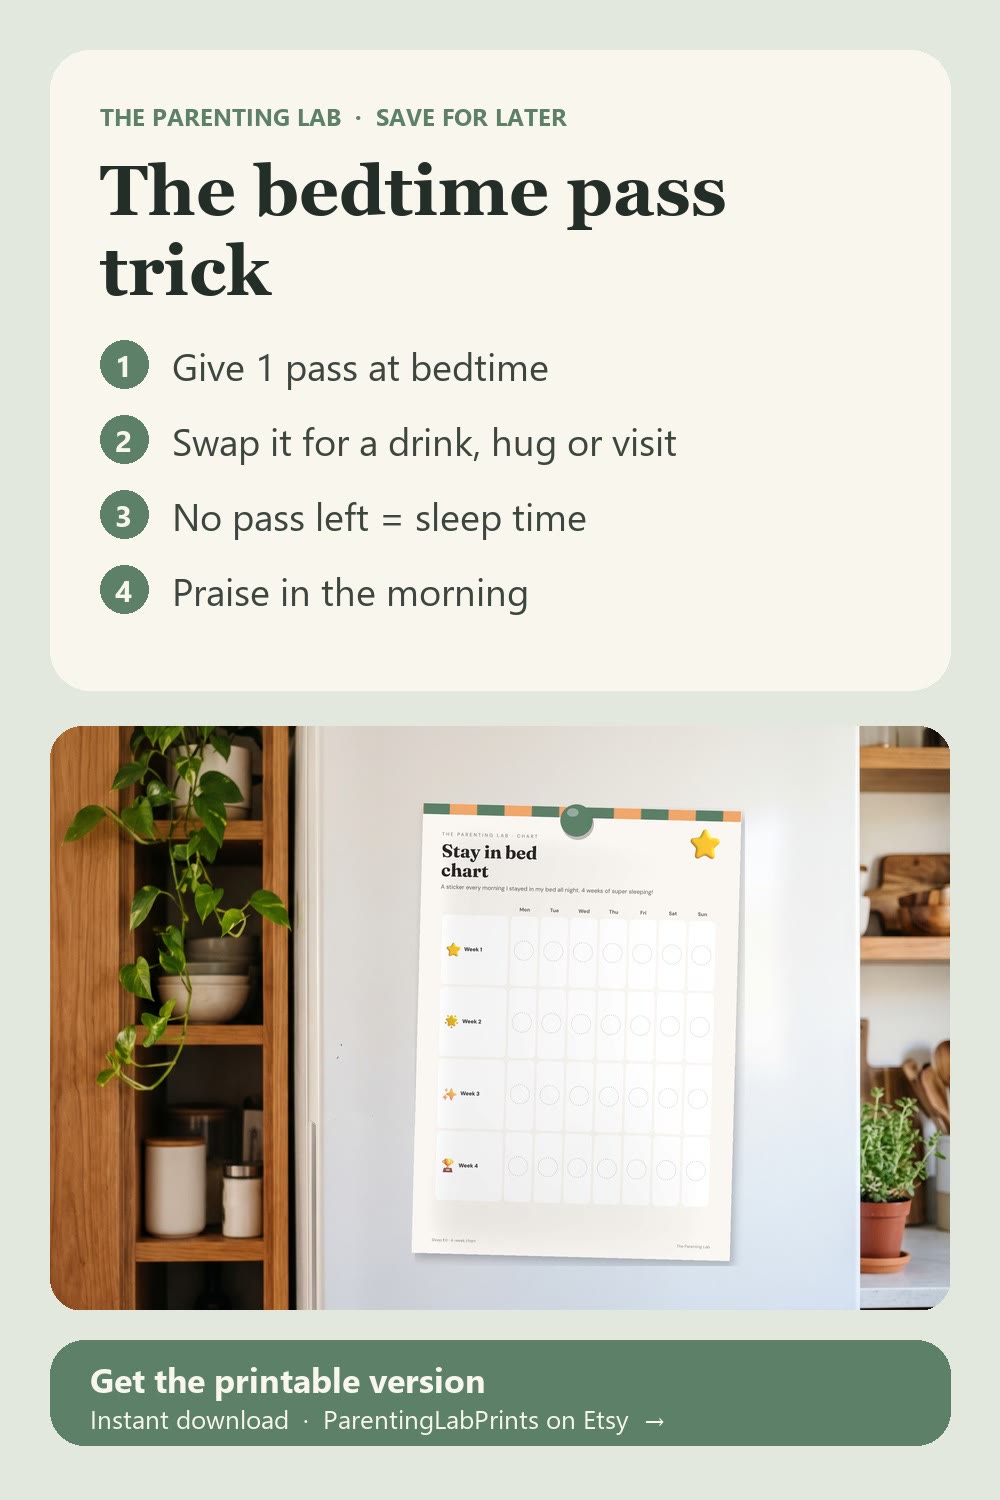 THE PARENTING LAB · SAVE FOR LATER
The bedtime pass
trick
1 Give 1 pass at bedtime
2 Swap it for a drink, hug or visit
3 No pass left = sleep time
4 Praise in the morning
THE PARENTING LAB · CHART
Stay in bed
chart
A sticker every morning I stayed in my bed all night. 4 weeks of super sleeping!
Mon Tue Wed Thu Fri Sat Sun
Week 1
Week 2
Week 3
Week 4
The Parenting Lab
Get the printable version
Instant download · ParentingLabPrints on Etsy →